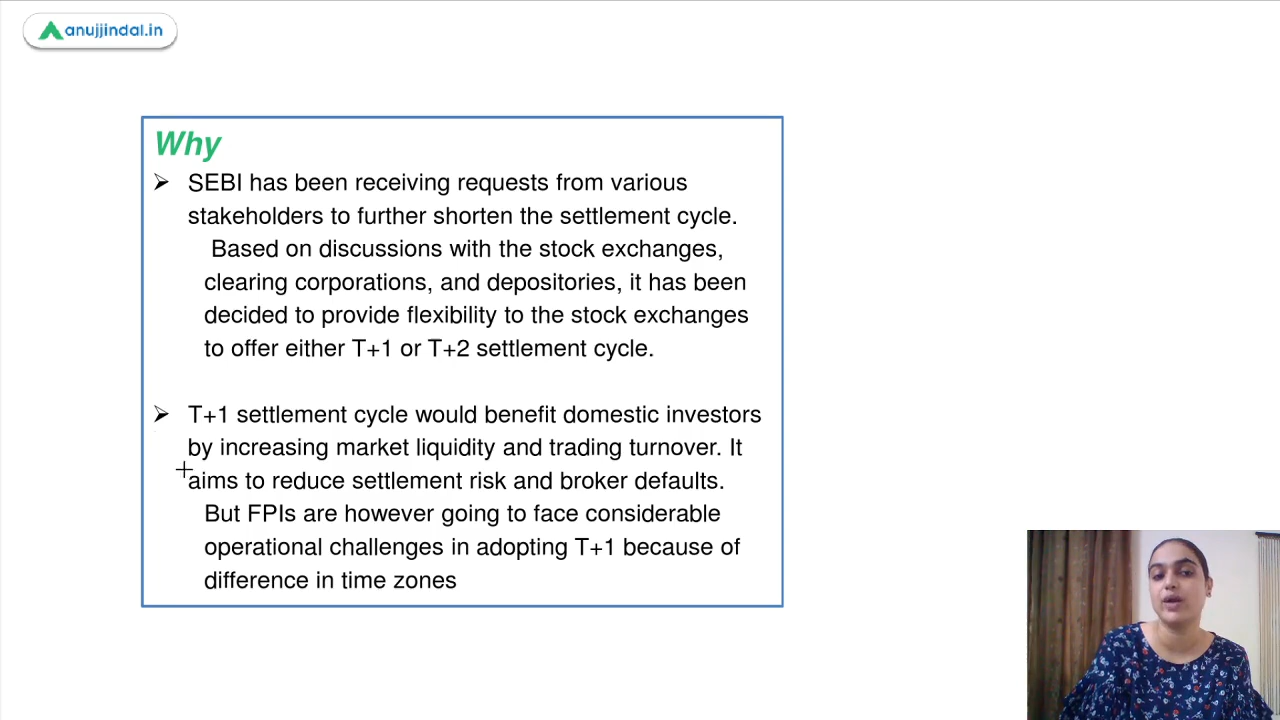 anujjindal.in
Why
➢ SEBI has been receiving requests from various
stakeholders to further shorten the settlement cycle.
Based on discussions with the stock exchanges,
clearing corporations, and depositories, it has been
decided to provide flexibility to the stock exchanges
to offer either T+1 or T+2 settlement cycle.
➢ T+1 settlement cycle would benefit domestic investors
by increasing market liquidity and trading turnover. It
aims to reduce settlement risk and broker defaults.
But FPIs are however going to face considerable
operational challenges in adopting T+1 because of
difference in time zones